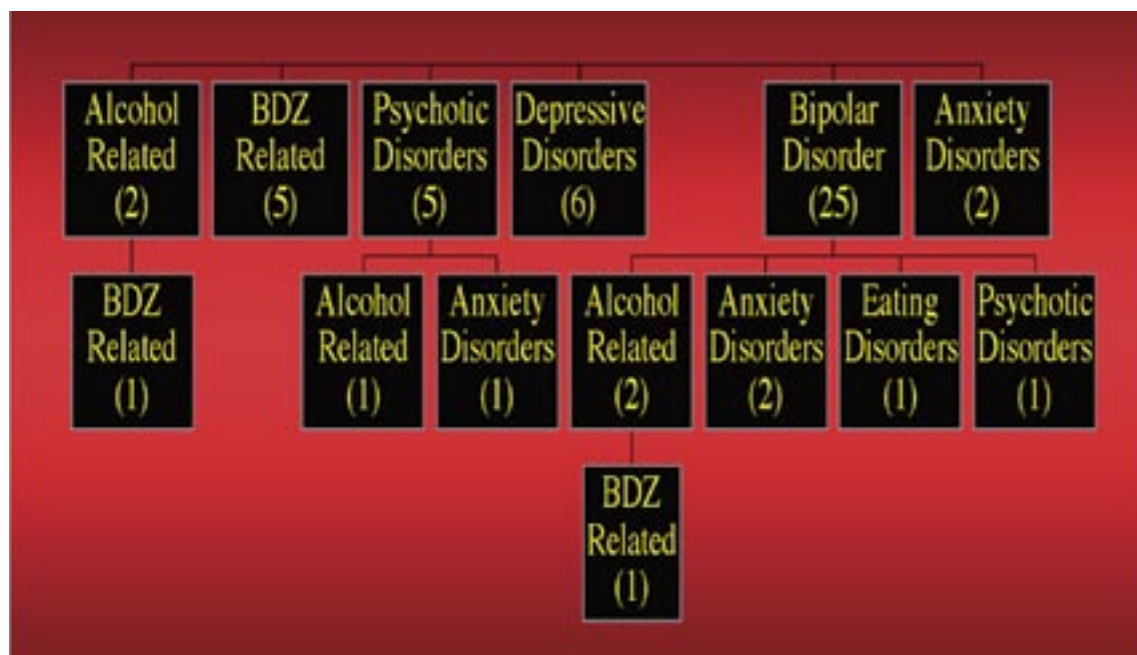 Alcohol
Related
(2)
BDZ
Related
(5)
Psychotic
Disorders
(5)
Depressive
Disorders
(6)
Bipolar
Disorder
(25)
Anxiety
Disorders
(2)
BDZ
Related
(1)
Alcohol
Related
(1)
Anxiety
Disorders
(1)
Alcohol
Related
(2)
Anxiety
Disorders
(2)
Eating
Disorders
(1)
Psychotic
Disorders
(1)
BDZ
Related
(1)